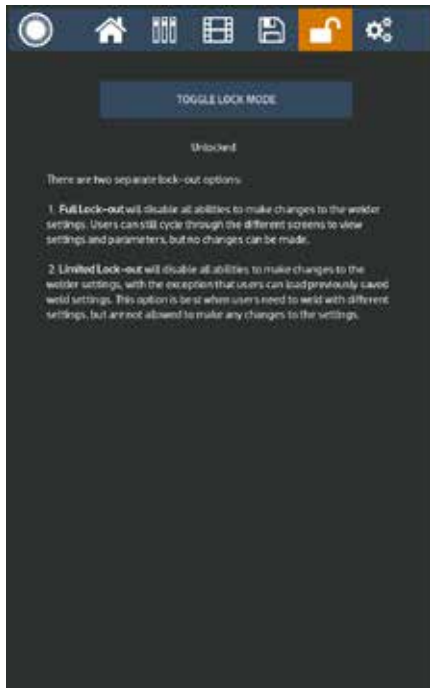 TOGGLE LOCK MODE
Unlocked
There are two separate lock-out options:
1. Full Lock-out will disable all abilities to make changes to the welder
settings. Users can still cycle through the different screens to view
settings and parameters, but no changes can be made.
2. Limited Lock-out will disable all abilities to make changes to the
welder settings, with the exception that users can load previously saved
weld settings. This option is best when users need to weld with different
settings, but are not allowed to make any changes to the settings.